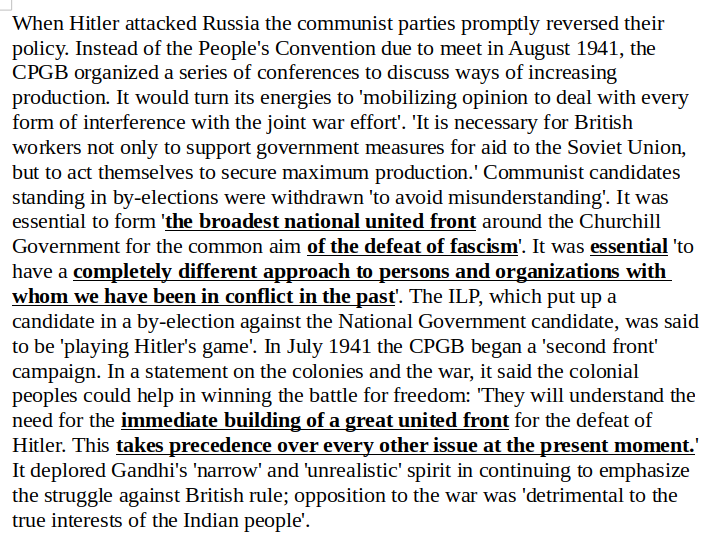 When Hitler attacked Russia the communist parties promptly reversed their
policy. Instead of the People's Convention due to meet in August 1941, the
CPGB organized a series of conferences to discuss ways of increasing
production. It would turn its energies to 'mobilizing opinion to deal with every
form of interference with the joint war effort'. 'It is necessary for British
workers not only to support government measures for aid to the Soviet Union,
but to act themselves to secure maximum production.' Communist candidates
standing in by-elections were withdrawn 'to avoid misunderstanding'. It was
essential to form 'the broadest national united front around the Churchill
Government for the common aim of the defeat of fascism'. It was essential 'to
have a completely different approach to persons and organizations with
whom we have been in conflict in the past'. The ILP, which put up a
candidate in a by-election against the National Government candidate, was said
to be 'playing Hitler's game'. In July 1941 the CPGB began a 'second front'
campaign. In a statement on the colonies and the war, it said the colonial
peoples could help in winning the battle for freedom: 'They will understand the
need for the immediate building of a great united front for the defeat of
Hitler. This takes precedence over every other issue at the present moment.'
It deplored Gandhi's 'narrow' and 'unrealistic' spirit in continuing to emphasize
the struggle against British rule; opposition to the war was 'detrimental to the
true interests of the Indian people'.